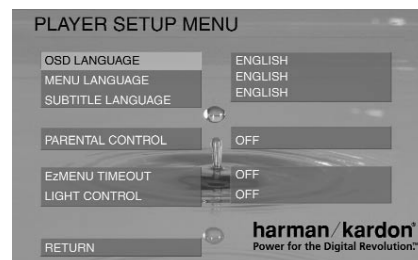 PLAYER SETUP MENU
OSD LANGUAGE ENGLISH
MENU LANGUAGE ENGLISH
SUBTITLE LANGUAGE ENGLISH
PARENTAL CONTROL OFF
EzMENU TIMEOUT OFF
LIGHT CONTROL OFF
RETURN
harman/kardon®
Power for the Digital Revolution.™